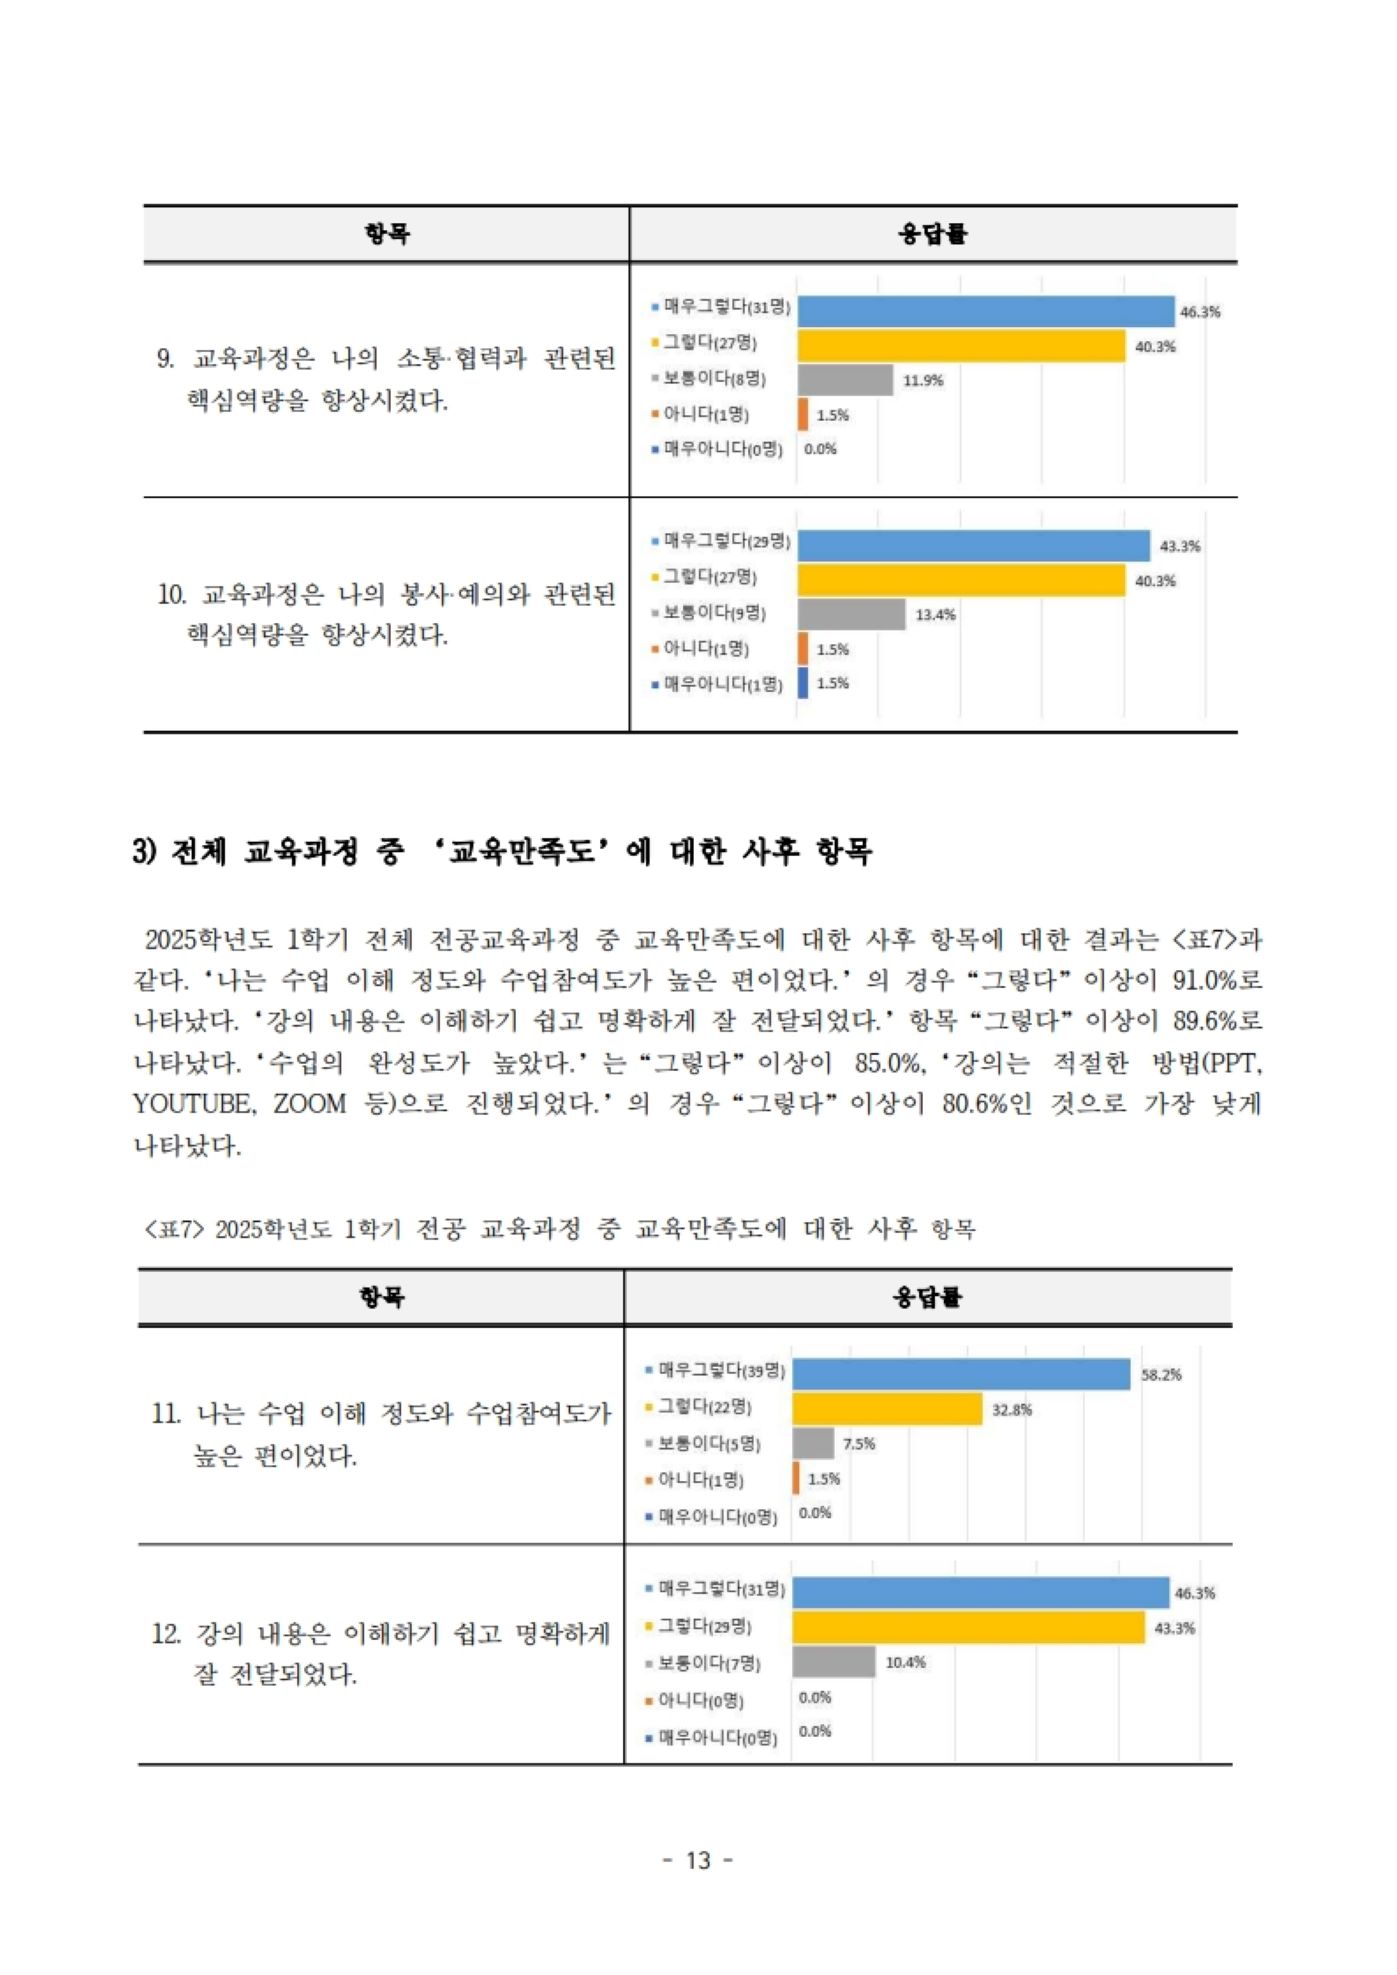 항목 응답률
9. 교육과정은 나의 소통·협력과 관련된
핵심역량을 향상시켰다.
매우그렇다(31명) 46.3%
그렇다(27명) 40.3%
보통이다(8명) 11.9%
아니다(1명) 1.5%
매우아니다(0명) 0.0%
10. 교육과정은 나의 봉사·예의와 관련된
핵심역량을 향상시켰다.
매우그렇다(29명) 43.3%
그렇다(27명) 40.3%
보통이다(9명) 13.4%
아니다(1명) 1.5%
매우아니다(1명) 1.5%
3) 전체 교육과정 중 ‘교육만족도’에 대한 사후 항목
2025학년도 1학기 전체 전공교육과정 중 교육만족도에 대한 사후 항목에 대한 결과는 <표7>과
같다. ‘나는 수업 이해 정도와 수업참여도가 높은 편이었다.’의 경우 “그렇다” 이상이 91.0%로
나타났다. ‘강의 내용은 이해하기 쉽고 명확하게 잘 전달되었다.’ 항목 “그렇다” 이상이 89.6%로
나타났다. ‘수업의 완성도가 높았다.’는 “그렇다” 이상이 85.0%, ‘강의는 적절한 방법(PPT,
YOUTUBE, ZOOM 등)으로 진행되었다.’의 경우 “그렇다” 이상이 80.6%인 것으로 가장 낮게
나타났다.
<표7> 2025학년도 1학기 전공 교육과정 중 교육만족도에 대한 사후 항목
항목 응답률
11. 나는 수업 이해 정도와 수업참여도가
높은 편이었다.
매우그렇다(39명) 58.2%
그렇다(22명) 32.8%
보통이다(5명) 7.5%
아니다(1명) 1.5%
매우아니다(0명) 0.0%
12. 강의 내용은 이해하기 쉽고 명확하게
잘 전달되었다.
매우그렇다(31명) 46.3%
그렇다(29명) 43.3%
보통이다(7명) 10.4%
아니다(0명) 0.0%
매우아니다(0명) 0.0%
- 13 -